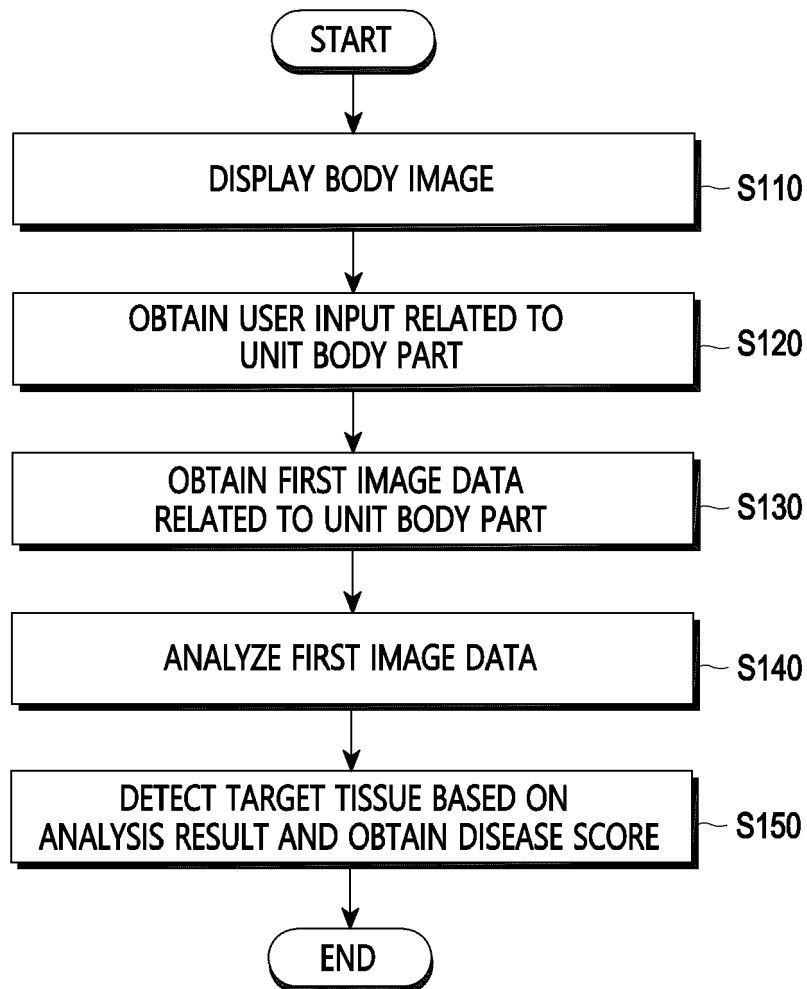 START
DISPLAY BODY IMAGE
S110
OBTAIN USER INPUT RELATED TO
UNIT BODY PART
S120
OBTAIN FIRST IMAGE DATA
RELATED TO UNIT BODY PART
S130
ANALYZE FIRST IMAGE DATA
S140
DETECT TARGET TISSUE BASED ON
ANALYSIS RESULT AND OBTAIN DISEASE SCORE
S150
END